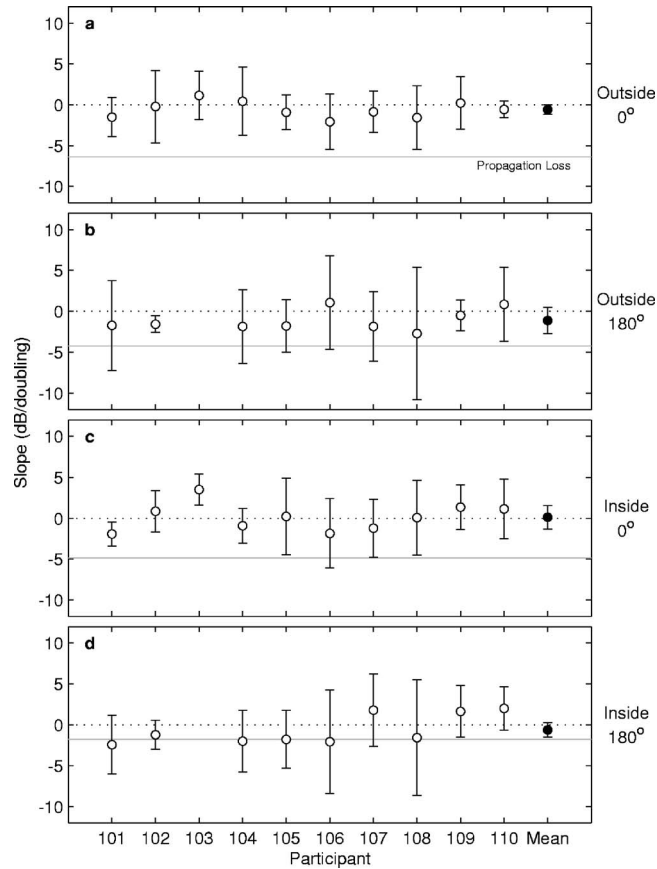 10
a
5
0
-5
-10
Propagation Loss
Outside
0°
10
b
5
0
-5
-10
Outside
180°
Slope (dB/doubling)
10
c
5
0
-5
-10
Inside
0°
10
d
5
0
-5
-10
Inside
180°
101 102 103 104 105 106 107 108 109 110 Mean
Participant